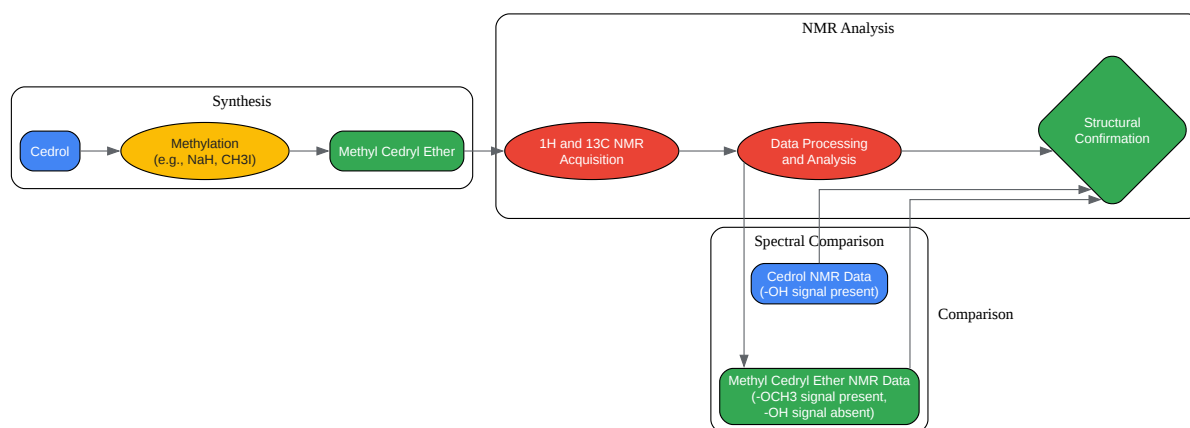 NMR Analysis
Synthesis
Cedrol
Methylation
(e.g., NaH, CH3I)
Methyl Cedryl Ether
1H and 13C NMR
Acquisition
Data Processing
and Analysis
Structural
Confirmation
Spectral Comparison
Cedrol NMR Data
(-OH signal present)
Comparison
Methyl Cedryl Ether NMR Data
(-OCH3 signal present,
-OH signal absent)